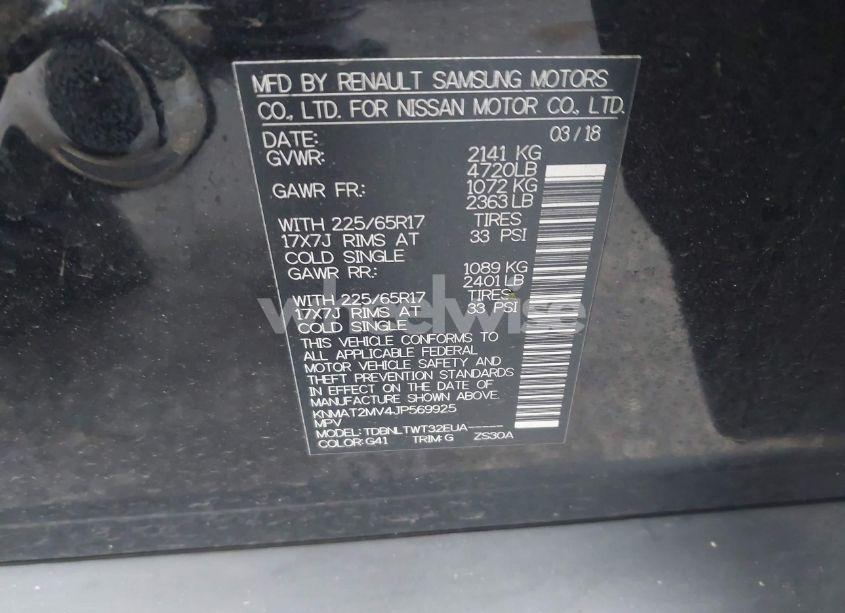 MFD BY RENAULT SAMSUNG MOTORS
CO., LTD. FOR NISSAN MOTOR CO., LTD.
DATE: 03/18
GVWR: 2141 KG
4720LB
GAWR FR.: 1072 KG
2363 LB
WITH 225/65R17 TIRES
17X7J RIMS AT 33 PSI
COLD SINGLE
GAWR RR.: 1089 KG
2401 LB
WITH 225/65R17 TIRES
17X7J RIMS AT 33 PSI
COLD SINGLE
wheelwise
THIS VEHICLE CONFORMS TO
ALL APPLICABLE FEDERAL
MOTOR VEHICLE SAFETY AND
THEFT PREVENTION STANDARDS
IN EFFECT ON THE DATE OF
MANUFACTURE SHOWN ABOVE.
KNMAT2MV4JP569925
MPV
MODEL: TDBNLTWT32EUA-----
COLOR: G41 TRIM: G ZS30A